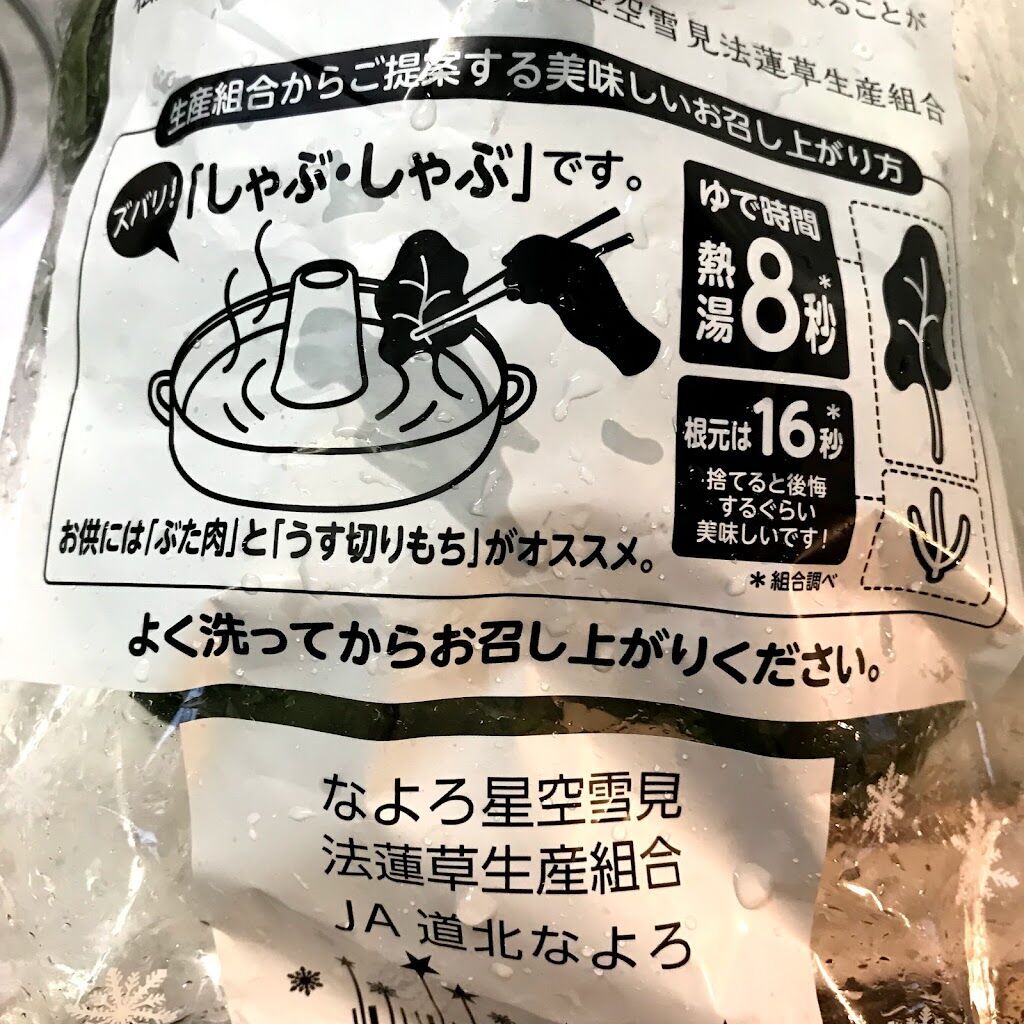 なることが
星空雪見法蓮草生産組合
生産組合からご提案する美味しいお召し上がり方
ズバリ！
「しゃぶ・しゃぶ」です。
ゆで時間
熱湯8秒*
根元は16秒*
捨てると後悔
するぐらい
美味しいです！
お供には「ぶた肉」と「うす切りもち」がオススメ。
*組合調べ
よく洗ってからお召し上がりください。
なよろ星空雪見
法蓮草生産組合
JA 道北なよろ